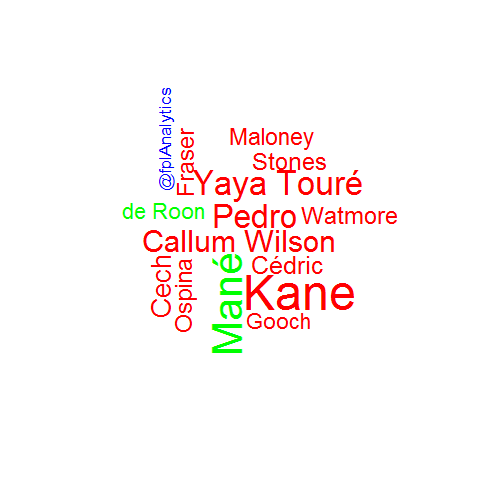 @fplAnalytics
Fraser
Maloney
Stones
Yaya Touré
de Roon
Pedro
Watmore
Callum Wilson
Cech
Ospina
Mané
Cédric
Kane
Gooch